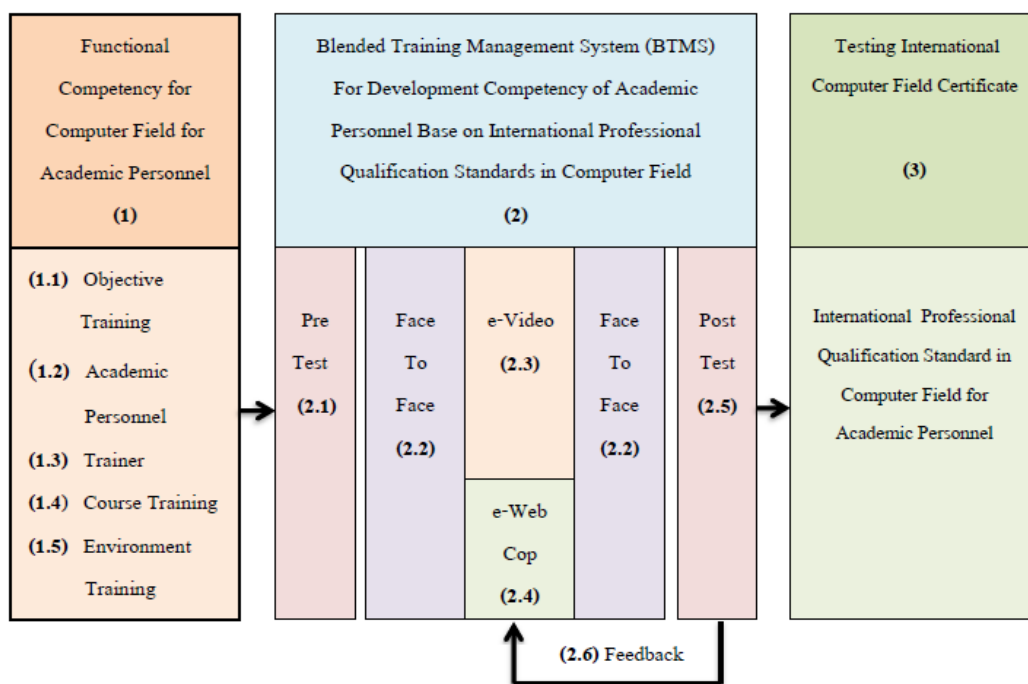 Functional
Competency for
Computer Field for
Academic Personnel
(1)
(1.1) Objective
Training
(1.2) Academic
Personnel
(1.3) Trainer
(1.4) Course Training
(1.5) Environment
Training
Blended Training Management System (BTMS)
For Development Competency of Academic
Personnel Base on International Professional
Qualification Standards in Computer Field
(2)
Pre
Test
(2.1)
Face
To
Face
(2.2)
e-Video
(2.3)
e-Web
Cop
(2.4)
Face
To
Face
(2.2)
Post
Test
(2.5)
(2.6) Feedback
Testing International
Computer Field Certificate
(3)
International Professional
Qualification Standard in
Computer Field for
Academic Personnel